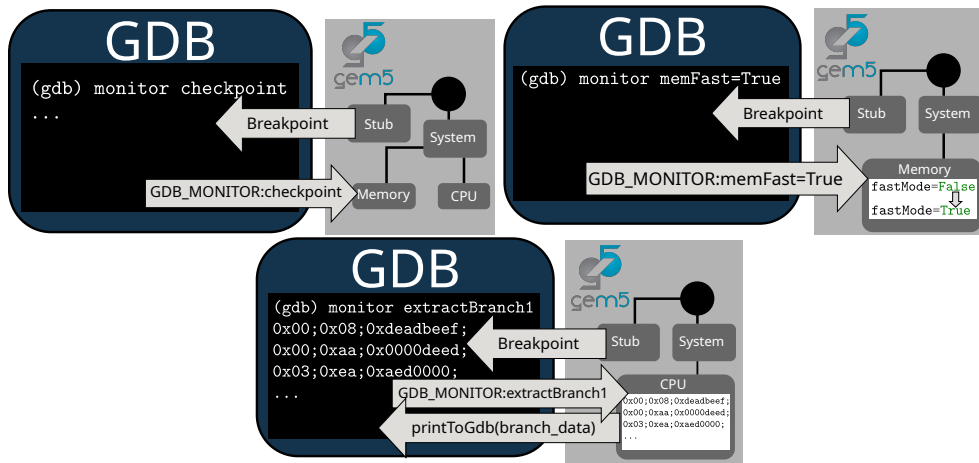 GDB
(gdb) monitor checkpoint
...
gem5
Breakpoint
Stub
System
GDB_MONITOR:checkpoint
Memory
CPU
GDB
(gdb) monitor memFast=True
gem5
Breakpoint
Stub
System
GDB_MONITOR:memFast=True
Memory
fastMode=False
fastMode=True
GDB
(gdb) monitor extractBranch1
0x00;0x08;0xdeadbeef;
0x00;0xaa;0x0000deed;
0x03;0xea;0xaed0000;
...
gem5
Breakpoint
Stub
System
GDB_MONITOR:extractBranch1
printToGdb(branch_data)
CPU
0x00;0x08;0xdeadbeef;
0x00;0xaa;0x0000deed;
0x03;0xea;0xaed0000;
...